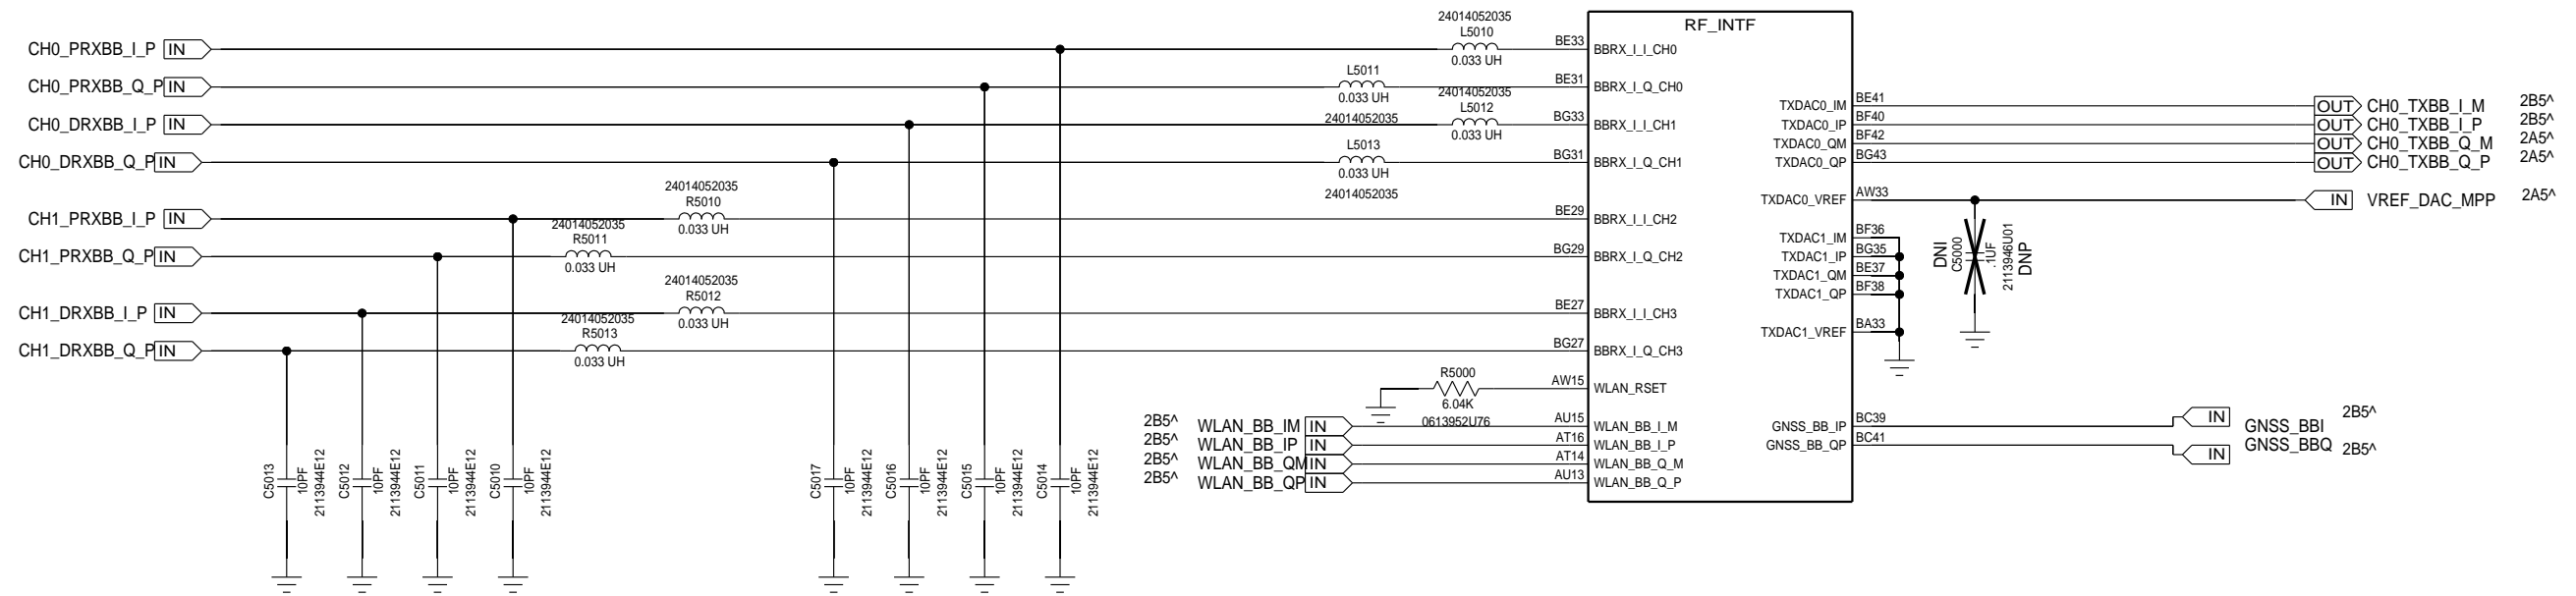 24014052035
RF_INTF
CH0_PRXBB_I_P IN
L5010
0.033 UH
BE33
BBRX_I_I_CH0
CH0_PRXBB_Q_P IN
L5011
0.033 UH
BE31
BBRX_I_Q_CH0
24014052035
L5012
0.033 UH
CH0_DRXBB_I_P IN
24014052035
BG33
BBRX_I_I_CH1
CH0_DRXBB_Q_P IN
L5013
0.033 UH
24014052035
BG31
BBRX_I_Q_CH1
CH1_PRXBB_I_P IN
24014052035
R5010
0.033 UH
BE29
BBRX_I_I_CH2
CH1_PRXBB_Q_P IN
24014052035
R5011
0.033 UH
BG29
BBRX_I_Q_CH2
CH1_DRXBB_I_P IN
24014052035
R5012
0.033 UH
BE27
BBRX_I_I_CH3
CH1_DRXBB_Q_P IN
24014052035
R5013
0.033 UH
BG27
BBRX_I_Q_CH3
R5000
6.04K
0613952U76
AW15
WLAN_RSET
2B5^ WLAN_BB_IM IN AU15 WLAN_BB_I_M
2B5^ WLAN_BB_IP IN AT16 WLAN_BB_I_P
2B5^ WLAN_BB_QM IN AT14 WLAN_BB_Q_M
2B5^ WLAN_BB_QP IN AU13 WLAN_BB_Q_P
C5013
10PF
2113944E12
C5012
10PF
2113944E12
C5011
10PF
2113944E12
C5010
10PF
2113944E12
C5017
10PF
2113944E12
C5016
10PF
2113944E12
C5015
10PF
2113944E12
C5014
10PF
2113944E12
TXDAC0_IM BE41 OUT CH0_TXBB_I_M 2B5^
TXDAC0_IP BF40 OUT CH0_TXBB_I_P 2B5^
TXDAC0_QM BF42 OUT CH0_TXBB_Q_M 2A5^
TXDAC0_QP BG43 OUT CH0_TXBB_Q_P 2A5^
TXDAC0_VREF AW33 IN VREF_DAC_MPP 2A5^
TXDAC1_IM BF36
TXDAC1_IP BG35
TXDAC1_QM BE37
TXDAC1_QP BF38
TXDAC1_VREF BA33
DNI
C5000
.1UF
2113946U01
DNP
GNSS_BB_IP BC39 IN GNSS_BBI 2B5^
GNSS_BB_QP BC41 IN GNSS_BBQ 2B5^